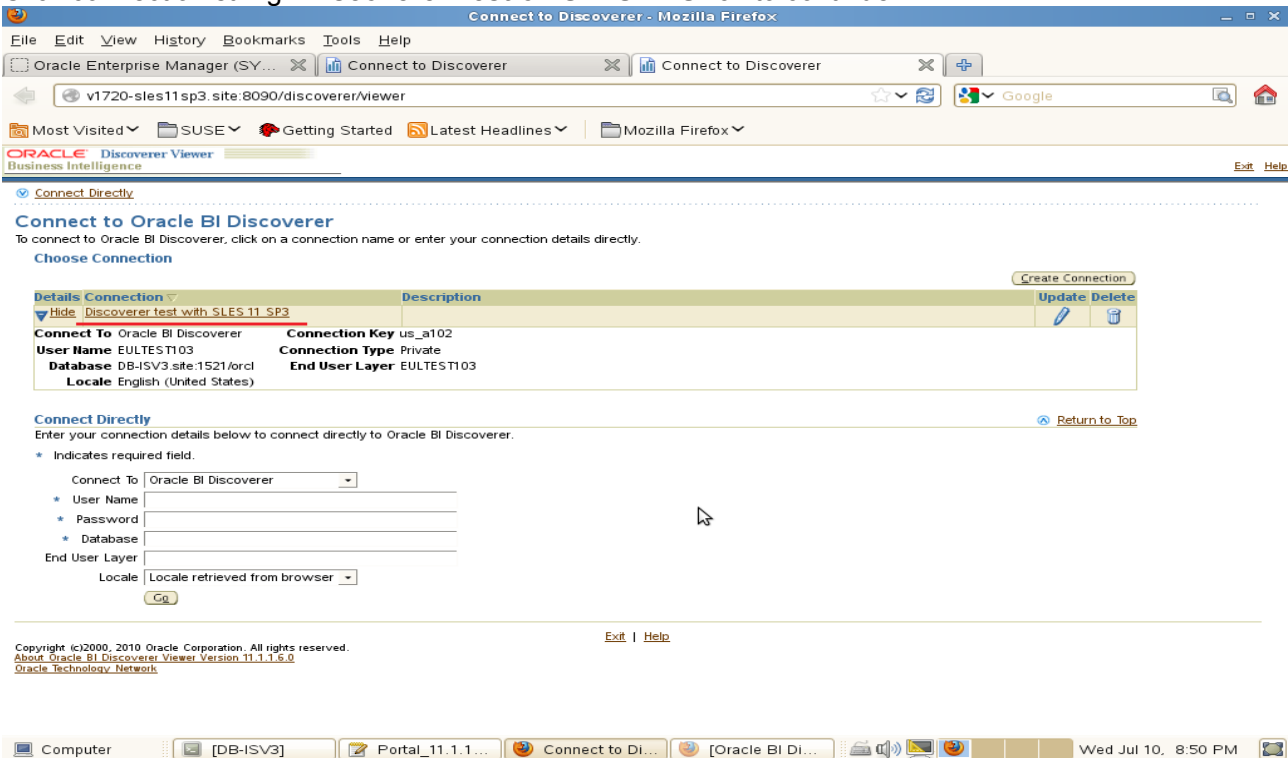 Connect to Discoverer - Mozilla Firefox
File Edit View History Bookmarks Tools Help
Oracle Enterprise Manager (SY... Connect to Discoverer Connect to Discoverer
v1720-sles11sp3.site:8090/discoverer/viewer Google
Most Visited SUSE Getting Started Latest Headlines Mozilla Firefox
ORACLE Discoverer Viewer
Business Intelligence
Exit Help
Connect Directly
Connect to Oracle BI Discoverer
To connect to Oracle BI Discoverer, click on a connection name or enter your connection details directly.
Choose Connection
Create Connection
Details Connection Description Update Delete
Hide Discoverer test with SLES 11 SP3
Connect To Oracle BI Discoverer Connection Key us_a102
User Name EULTEST103 Connection Type Private
Database DB-ISV3.site:1521/orcl End User Layer EULTEST103
Locale English (United States)
Connect Directly Return to Top
Enter your connection details below to connect directly to Oracle BI Discoverer.
* Indicates required field.
Connect To Oracle BI Discoverer
* User Name
* Password
* Database
End User Layer
Locale Locale retrieved from browser
Go
Exit | Help
Copyright (c)2000, 2010 Oracle Corporation. All rights reserved.
About Oracle BI Discoverer Viewer Version 11.1.1.6.0
Oracle Technology Network
Computer [DB-ISV3] Portal_11.1.1... Connect to Di... [Oracle BI Di... Wed Jul 10, 8:50 PM